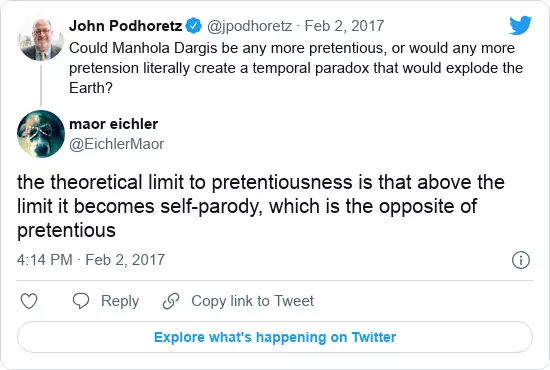 John Podhoretz @jpodhoretz · Feb 2, 2017
Could Manhola Dargis be any more pretentious, or would any more
pretension literally create a temporal paradox that would explode the
Earth?
maor eichler
@EichlerMaor
the theoretical limit to pretentiousness is that above the
limit it becomes self-parody, which is the opposite of
pretentious
4:14 PM · Feb 2, 2017
Reply Copy link to Tweet
Explore what's happening on Twitter